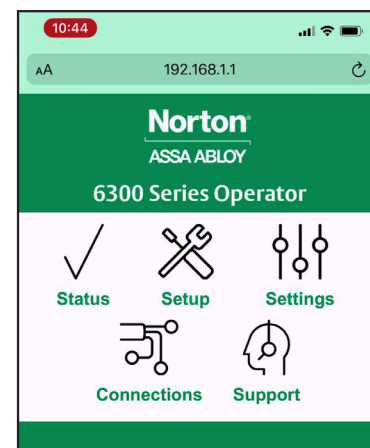 10:44
AA 192.168.1.1
Norton
ASSA ABLOY
6300 Series Operator
Status Setup Settings
Connections Support